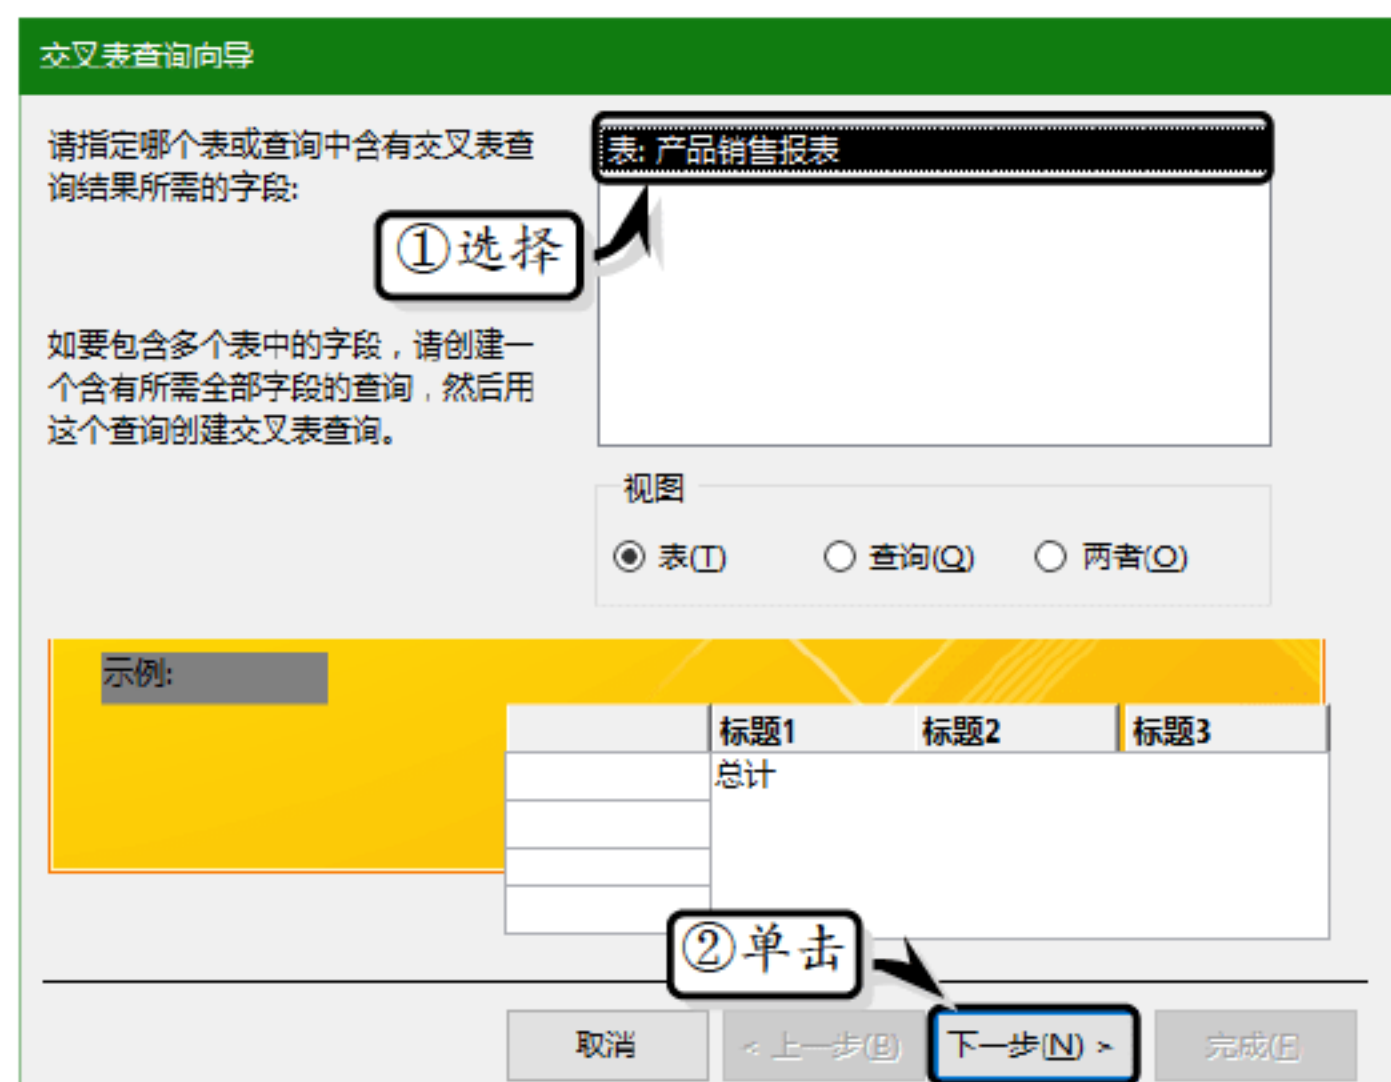 交叉表查询向导
请指定哪个表或查询中含有交叉表查
询结果所需的字段:
表: 产品销售报表
①选择
如要包含多个表中的字段，请创建一
个含有所需全部字段的查询，然后用
这个查询创建交叉表查询。
视图
表(T) 查询(Q) 两者(O)
示例:
标题1 标题2 标题3
总计
②单击
取消 < 上一步(B) 下一步(N) > 完成(F)